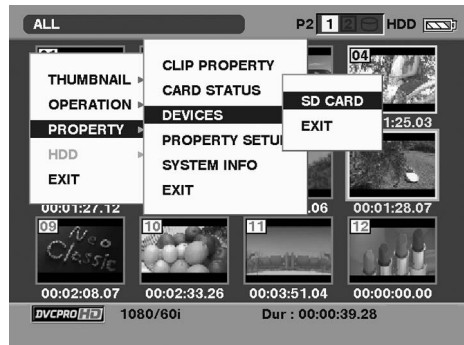 ALL P2 1 2 HDD
04
THUMBNAIL
OPERATION
PROPERTY
HDD
EXIT
CLIP PROPERTY
CARD STATUS
DEVICES
PROPERTY SETU
SYSTEM INFO
EXIT
SD CARD
EXIT
1:25.03
00:01:27.12 .06 00:01:28.07
09 10 11 12
Neo
Classic
00:02:08.07 00:02:33.26 00:03:51.04 00:00:00.00
DVCPRO HD 1080/60i Dur : 00:00:39.28